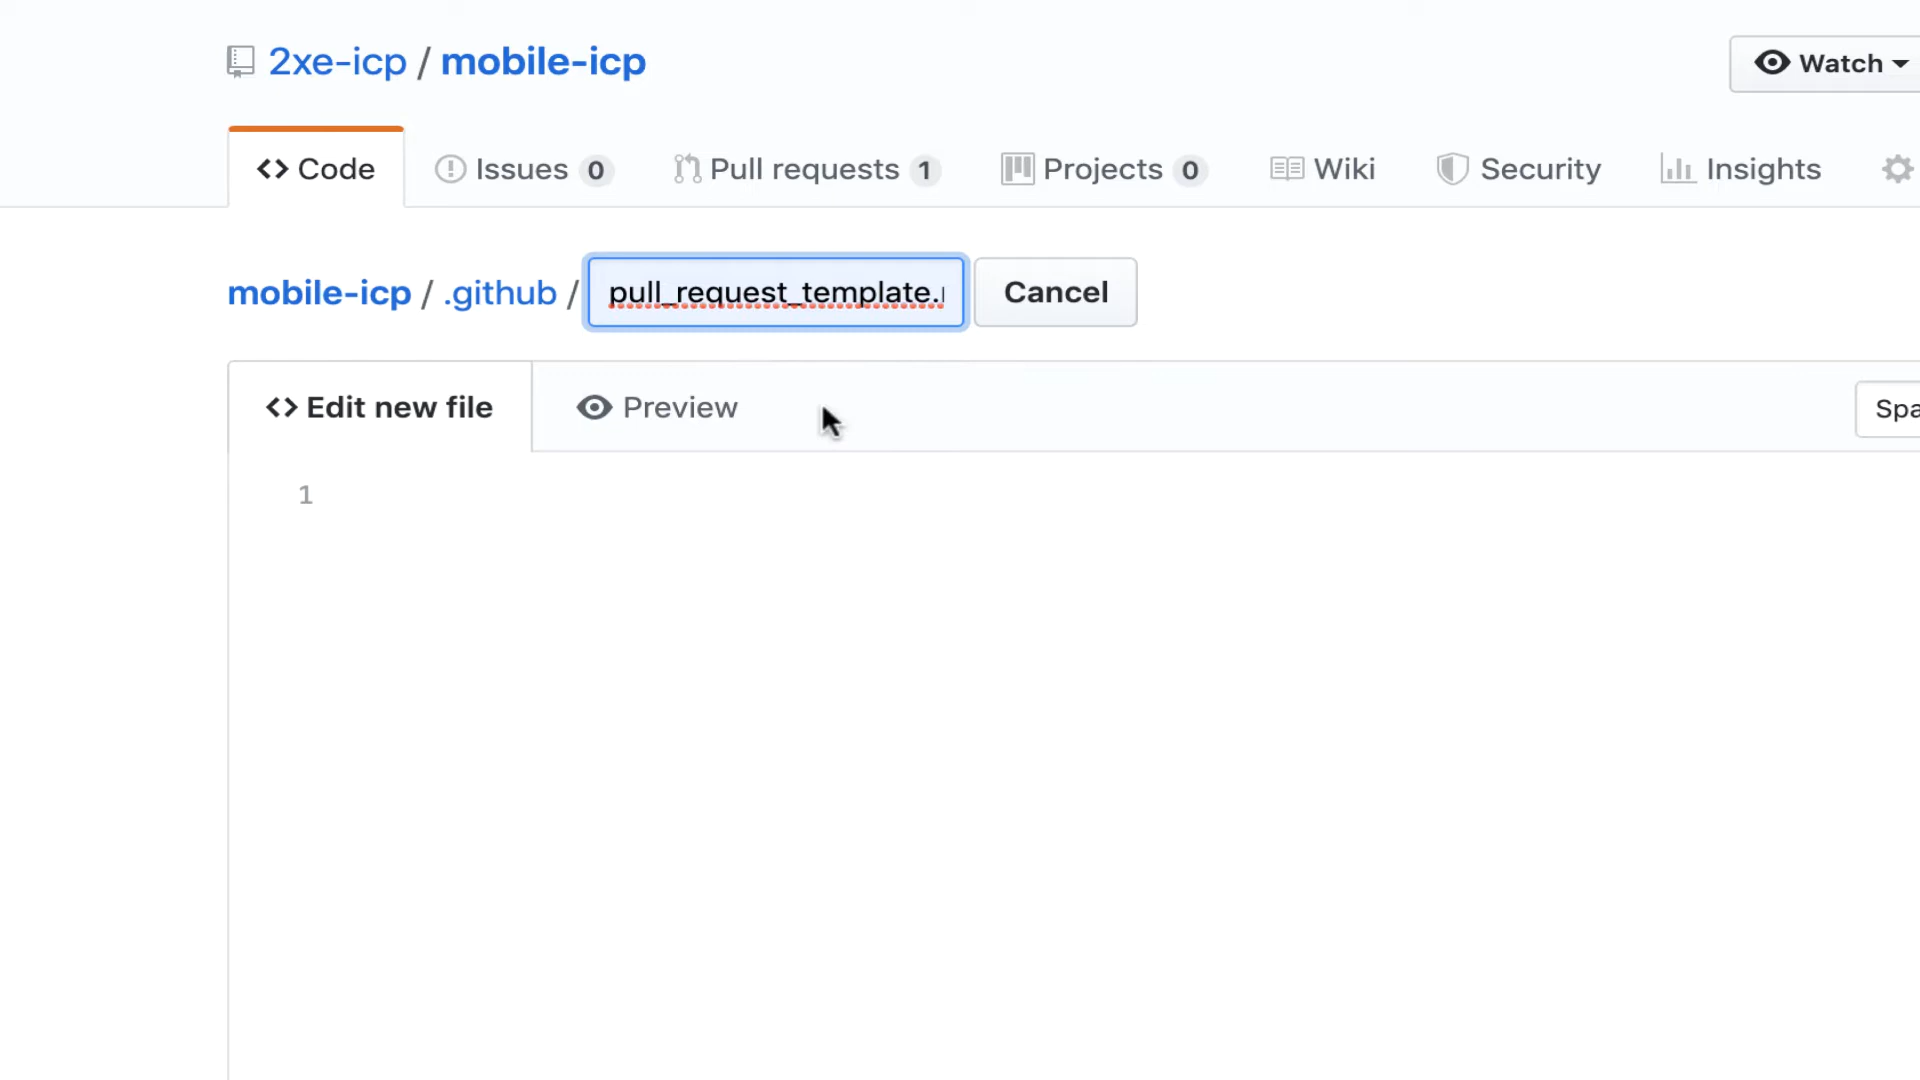 2xe-icp / mobile-icp
Watch
Code Issues 0 Pull requests 1 Projects 0 Wiki Security Insights
mobile-icp / .github / pull_request_template. Cancel
Edit new file Preview Spa
1